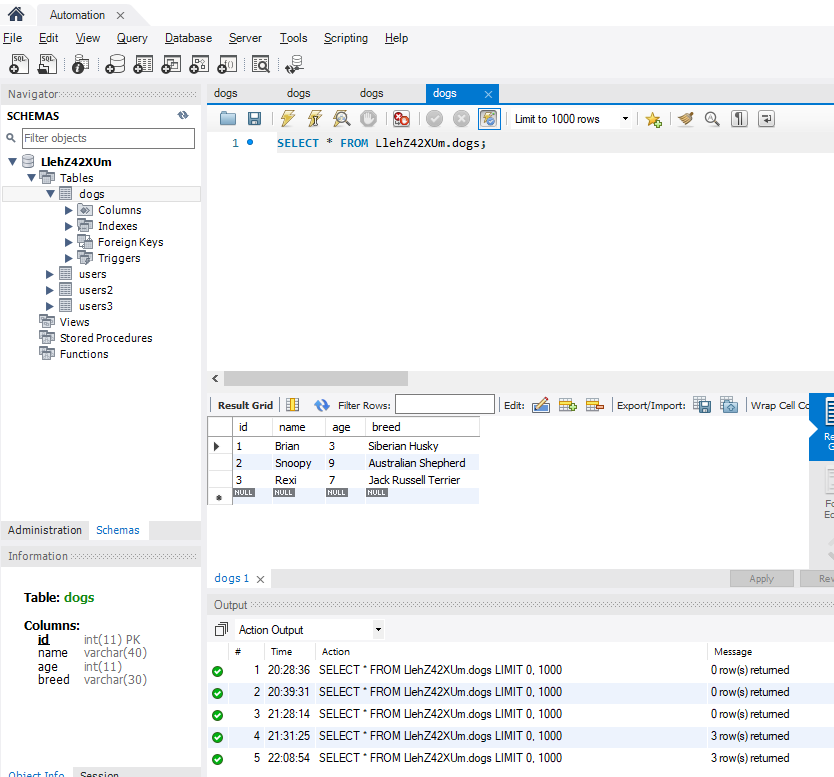 Automation
File Edit View Query Database Server Tools Scripting Help
Navigator
SCHEMAS
Filter objects
LlehZ42XUm
Tables
dogs
Columns
Indexes
Foreign Keys
Triggers
users
users2
users3
Views
Stored Procedures
Functions
Administration Schemas
Information
Table: dogs
Columns:
id int(11) PK
name varchar(40)
age int(11)
breed varchar(30)
Object Info Session
dogs dogs dogs dogs
Limit to 1000 rows
1 SELECT * FROM LlehZ42XUm.dogs;
Result Grid Filter Rows: Edit: Export/Import: Wrap Cell Co
id name age breed
1 Brian 3 Siberian Husky
2 Snoopy 9 Australian Shepherd
3 Rexi 7 Jack Russell Terrier
NULL NULL NULL NULL
dogs 1
Apply Rev
Output
Action Output
# Time Action Message
1 20:28:36 SELECT * FROM LlehZ42XUm.dogs LIMIT 0, 1000 0 row(s) returned
2 20:39:31 SELECT * FROM LlehZ42XUm.dogs LIMIT 0, 1000 0 row(s) returned
3 21:28:14 SELECT * FROM LlehZ42XUm.dogs LIMIT 0, 1000 0 row(s) returned
4 21:31:25 SELECT * FROM LlehZ42XUm.dogs LIMIT 0, 1000 3 row(s) returned
5 22:08:54 SELECT * FROM LlehZ42XUm.dogs LIMIT 0, 1000 3 row(s) returned